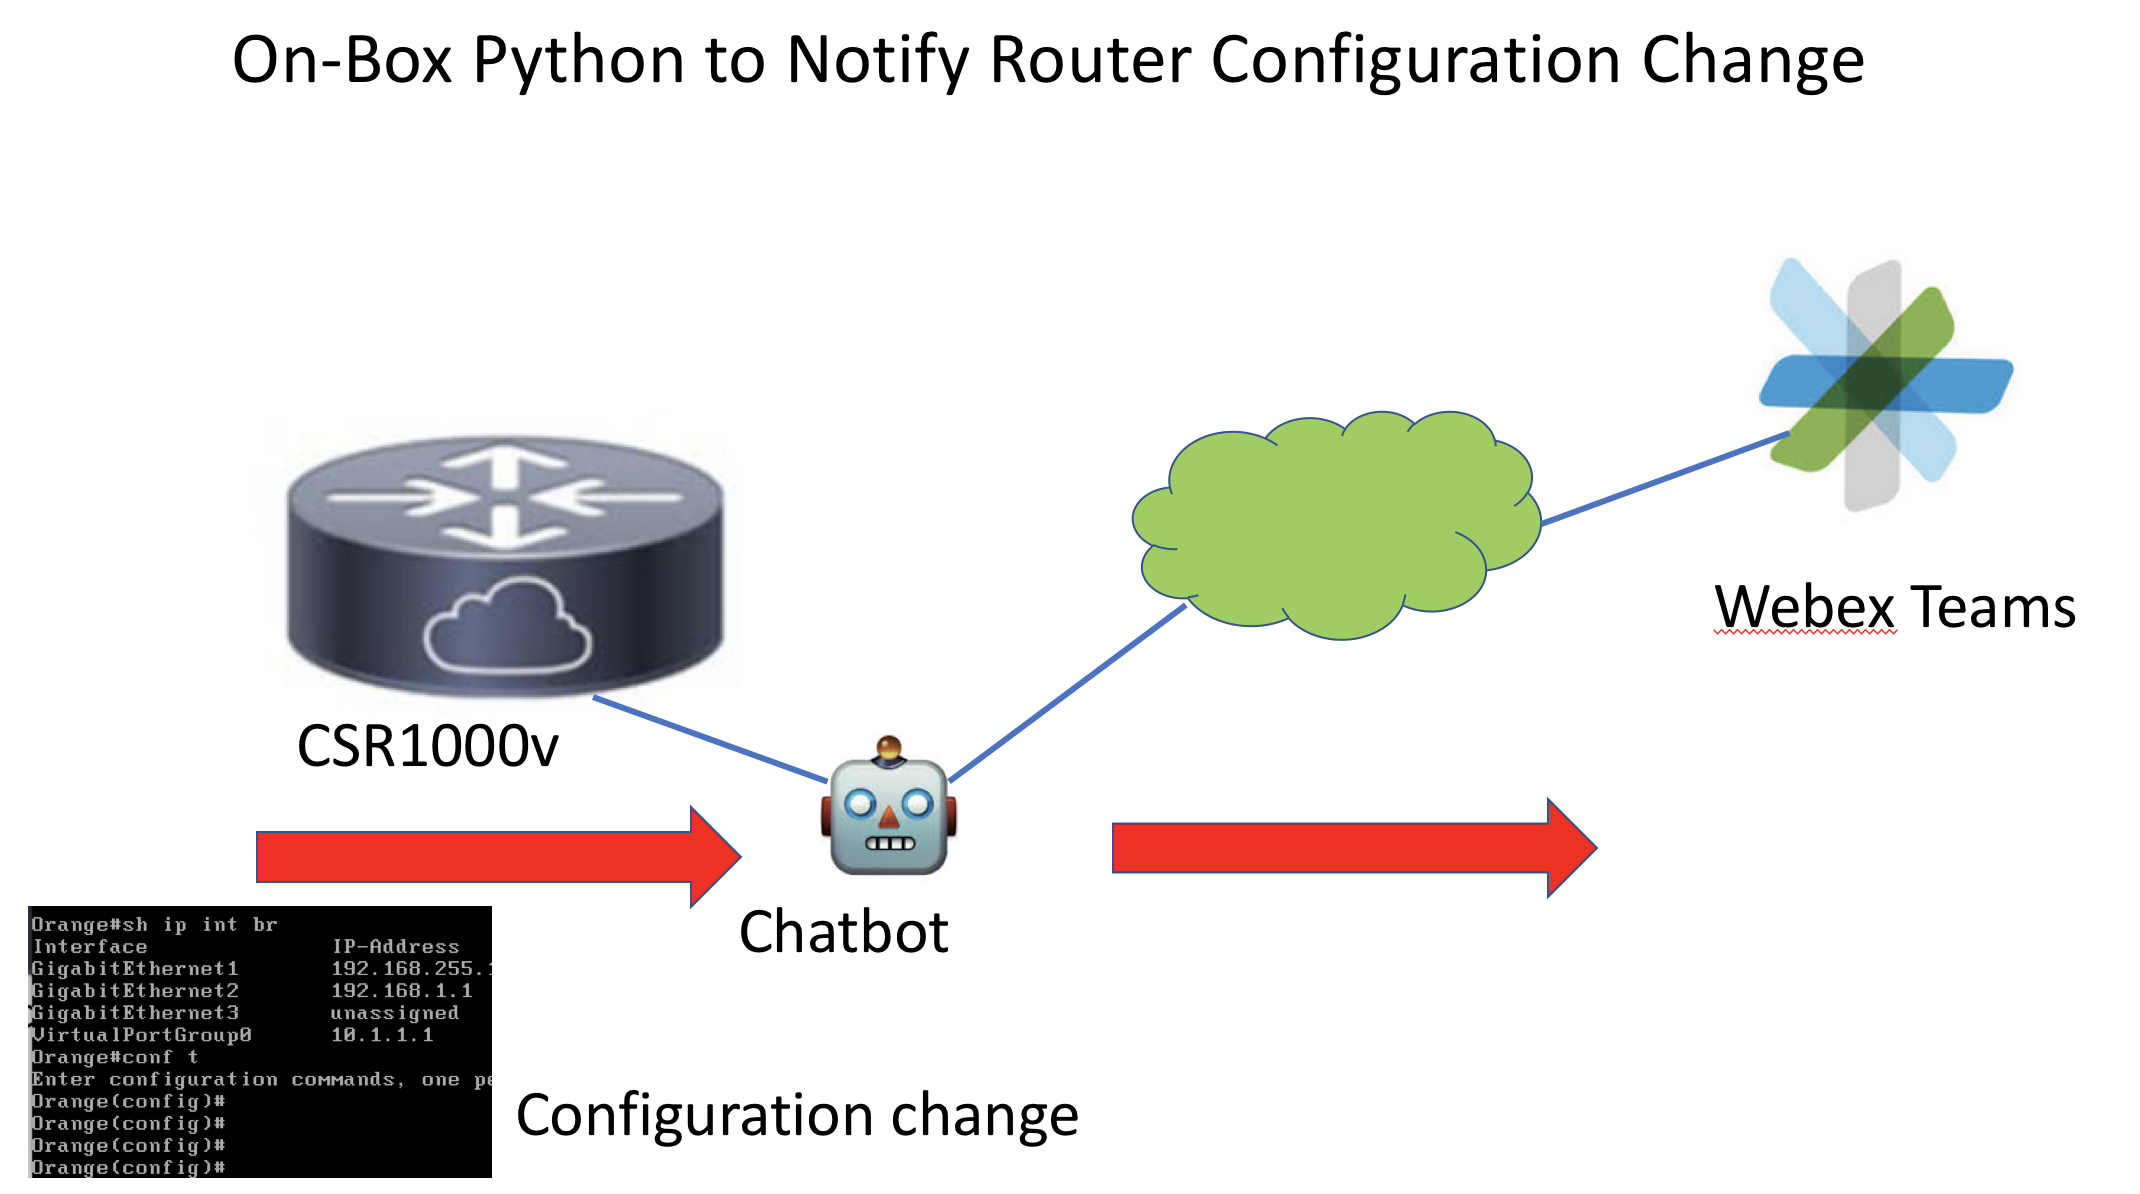 On-Box Python to Notify Router Configuration Change
Webex Teams
CSR1000v
Chatbot
Orange#sh ip int br
Interface IP-Address
GigabitEthernet1 192.168.255.1
GigabitEthernet2 192.168.1.1
GigabitEthernet3 unassigned
VirtualPortGroup0 10.1.1.1
Orange#conf t
Enter configuration commands, one pe
Orange(config)#
Orange(config)#
Orange(config)#
Orange(config)#
Configuration change